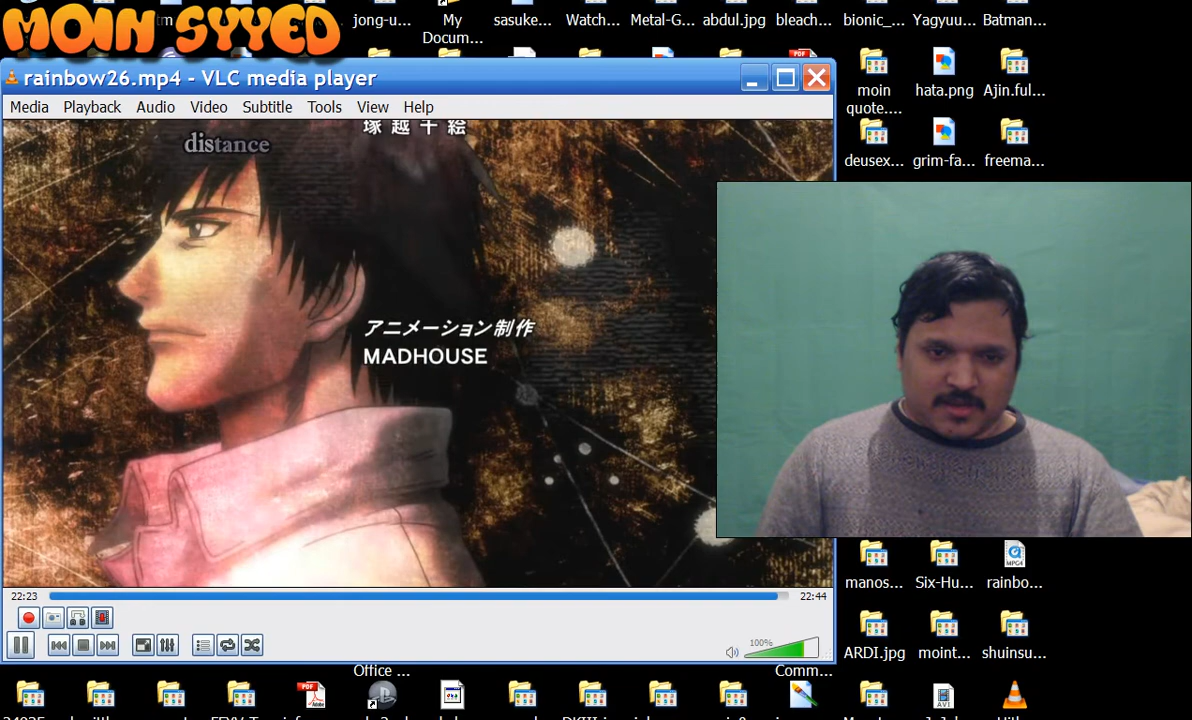 tm...
jong-u...
My
Docum...
sasuke...
Watch...
Metal-G...
abdul.jpg
bleach...
bionic_...
Yagyuu...
Batman...
MOIN SYYED
rainbow26.mp4 - VLC media player
Media Playback Audio Video Subtitle Tools View Help
moin
quote....
hata.png
Ajin.ful...
deusex...
grim-fa...
freema...
塚越千絵
distance
アニメーション制作
MADHOUSE
22:23
22:44
100%
manos...
Six-Hu...
rainbo...
ARDI.jpg
moint...
shuinsu...
Office ...
Comm...